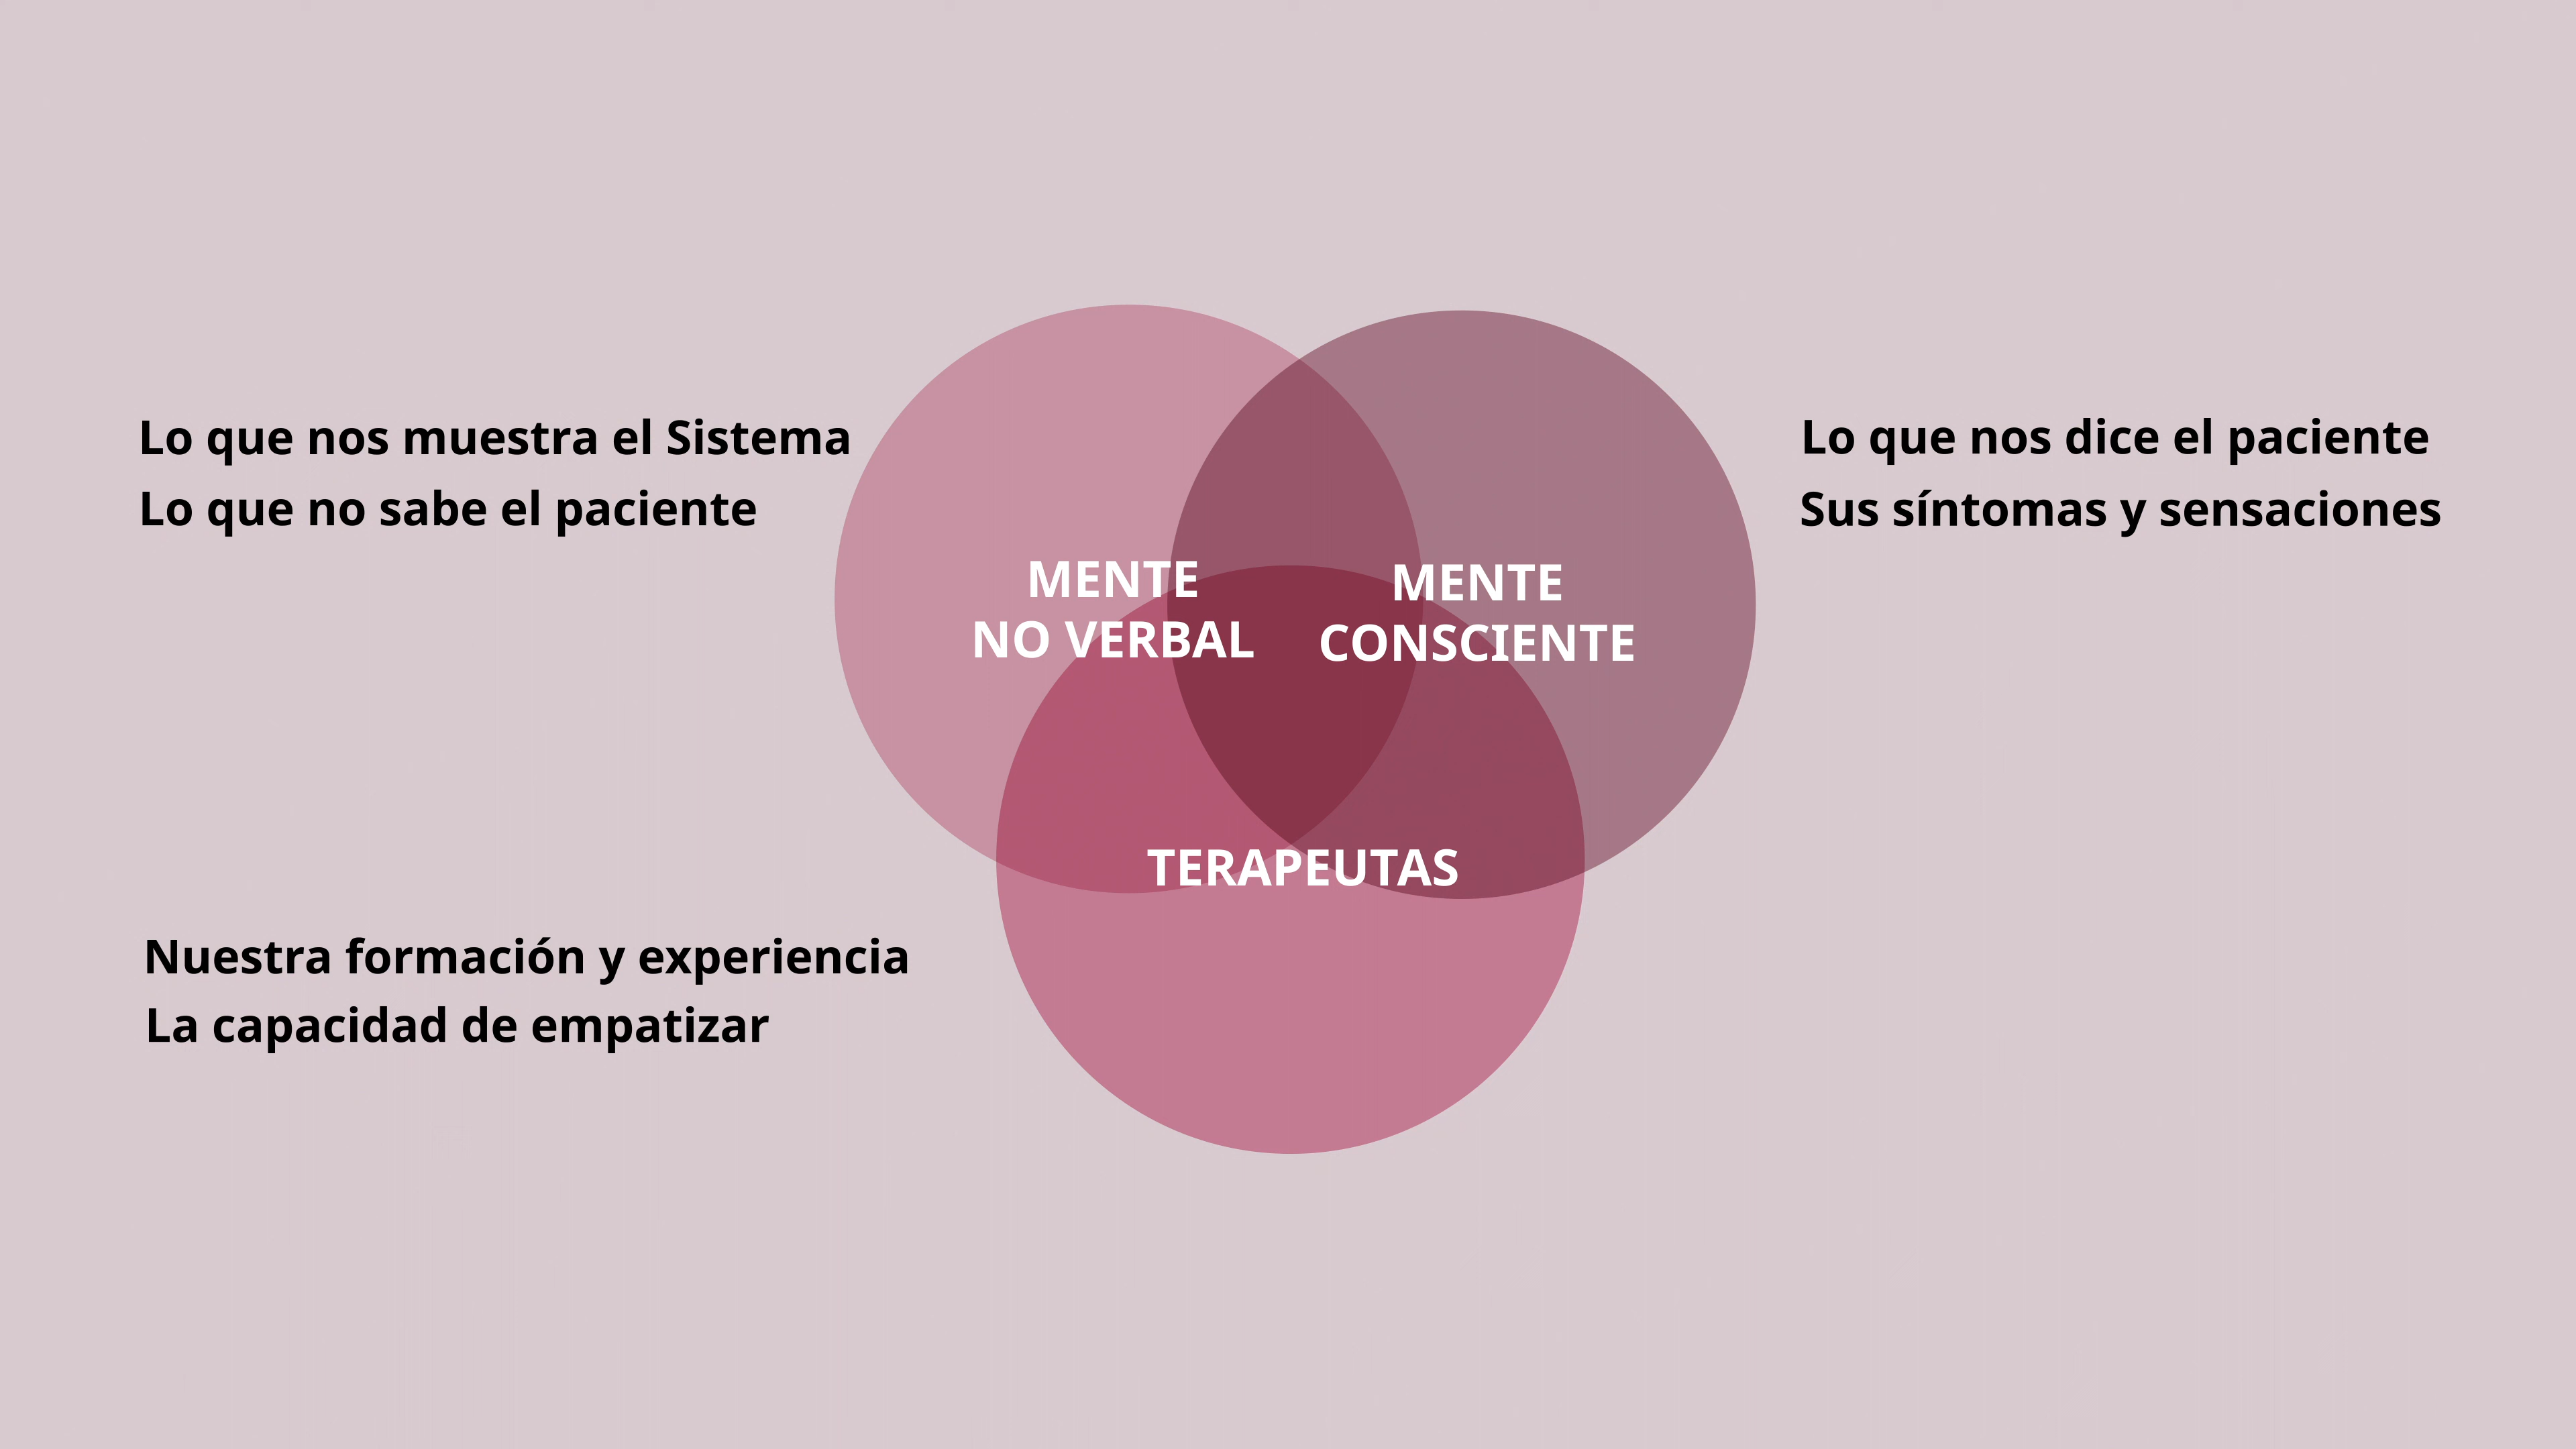 Lo que nos muestra el Sistema
Lo que no sabe el paciente
Lo que nos dice el paciente
Sus síntomas y sensaciones
MENTE
NO VERBAL
MENTE
CONSCIENTE
TERAPEUTAS
Nuestra formación y experiencia
La capacidad de empatizar